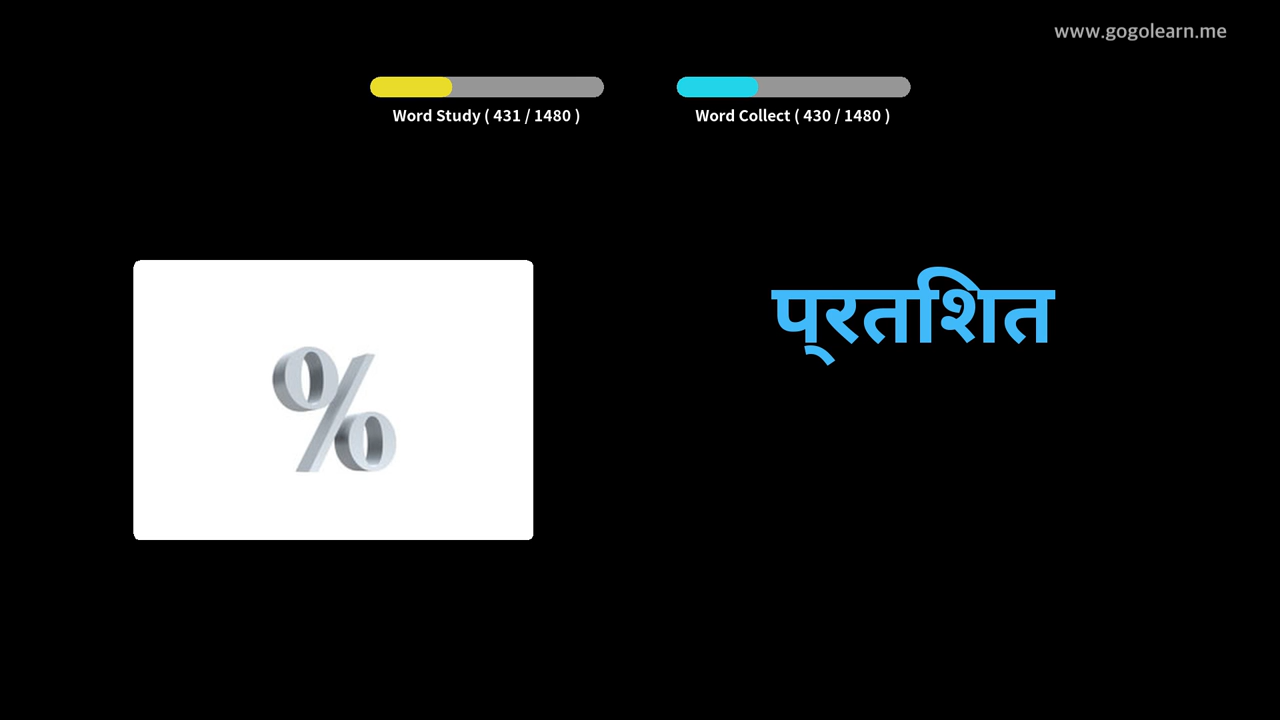 www.gogolearn.me
Word Study ( 431 / 1480 )
Word Collect ( 430 / 1480 )
%
प्रतिशत